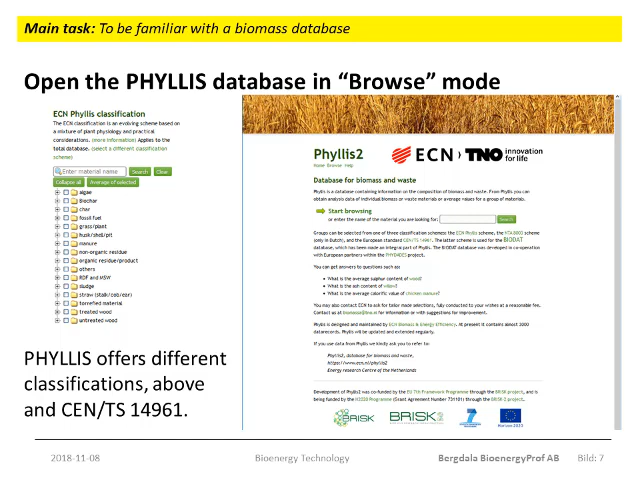 Main task: To be familiar with a biomass database
Open the PHYLLIS database in “Browse” mode
ECN Phyllis classification
The ECN classification is an evolving scheme based on
a mixture of plant physiology and practical
considerations. (more information) Applies to the
total database. (select a different classification
scheme)
Enter material name Search Clear
Collapse all Average of selected
algae
Biochar
char
fossil fuel
grass/plant
husk/shell/pit
manure
non-organic residue
organic residue/product
others
RDF and MSW
sludge
straw (stalk/cob/ear)
torrefied material
treated wood
untreated wood
PHYLLIS offers different
classifications, above
and CEN/TS 14961.
Phyllis2
Home Browse Help
ECN TNO innovation
for life
Database for biomass and waste
Phyllis is a database containing information on the composition of biomass and waste. From Phyllis you can
obtain analysis data of individual biomass or waste materials or average values for a group of materials.
Start browsing
or enter the name of the material you are looking for: Search
Groups can be selected from one of three classification schemes: the ECN Phyllis scheme, the NTA 8003 scheme
(only in Dutch), and the European standard CEN/TS 14961. The latter scheme is used for the BIODAT
database, which has been made an integral part of Phyllis. The BIODAT database was developed in co-operation
with European partners within the PHYDADES project.
You can get answers to questions such as:
• What is the average sulphur content of wood?
• What is the ash content of willow?
• What is the average calorific value of chicken manure?
You may also contact ECN to ask for tailor made selections, fully conducted to your wishes at a reasonable fee.
Contact us at biomassa@tno.nl for information or with suggestions for improvement.
Phyllis is designed and maintained by ECN Biomass & Energy Efficiency. At present it contains about 3000
datarecords. Phyllis will be updated and expanded regularly.
If you use data from Phyllis we kindly ask you to refer to:
Phyllis2, database for biomass and waste,
https://www.ecn.nl/phyllis2
Energy research Centre of the Netherlands
Development of Phyllis2 was co-funded by the EU 7th Framework Programme through the BRISK project, and is
being funded by the H2020 Programme (Grant Agreement Number 731101) through the BRISK-2 project.
BRISK BRISK2
Horizon 2020
2018-11-08 Bioenergy Technology Bergdala BioenergyProf AB Bild: 7